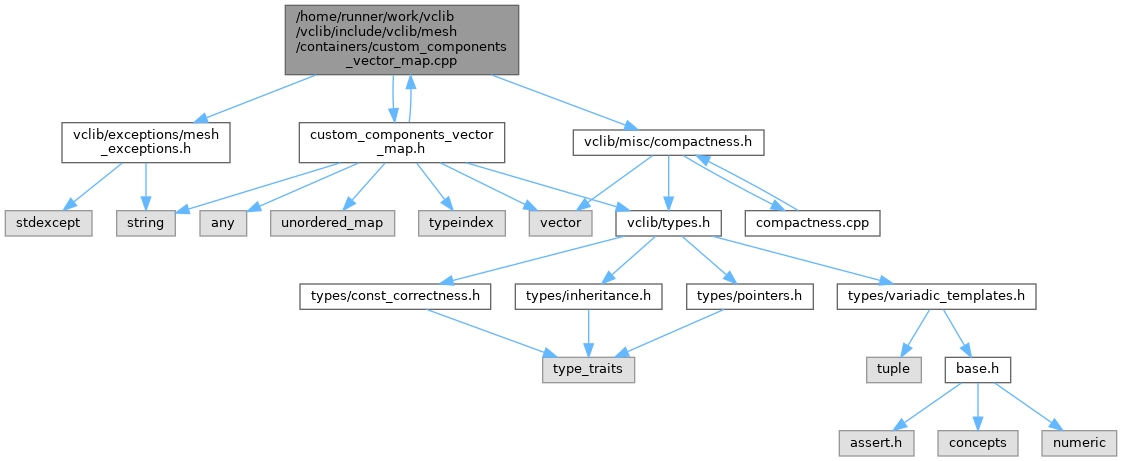 /home/runner/work/vclib
/vclib/include/vclib/mesh
/containers/custom_components
_vector_map.cpp
vclib/exceptions/mesh
_exceptions.h
custom_components_vector
_map.h
vclib/misc/compactness.h
stdexcept
string
any
unordered_map
typeindex
vector
vclib/types.h
compactness.cpp
types/const_correctness.h
types/inheritance.h
types/pointers.h
types/variadic_templates.h
type_traits
tuple
base.h
assert.h
concepts
numeric